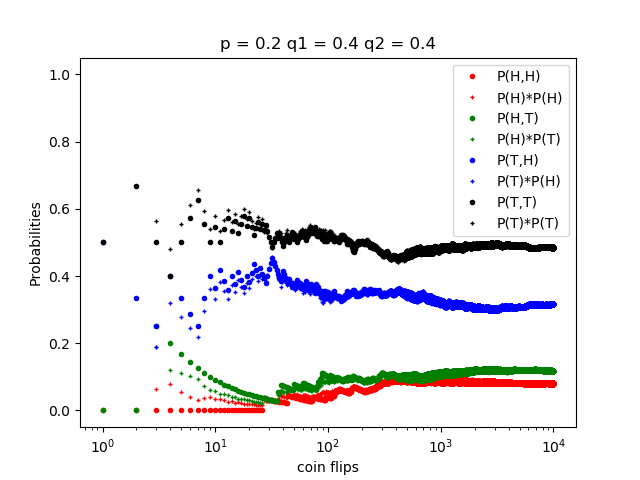 p = 0.2 q1 = 0.4 q2 = 0.4
1.0
0.8
0.6
0.4
0.2
0.0
Probabilities
P(H,H)
P(H)*P(H)
P(H,T)
P(H)*P(T)
P(T,H)
P(T)*P(H)
P(T,T)
P(T)*P(T)
10⁰ 10¹ 10² 10³ 10⁴
coin flips